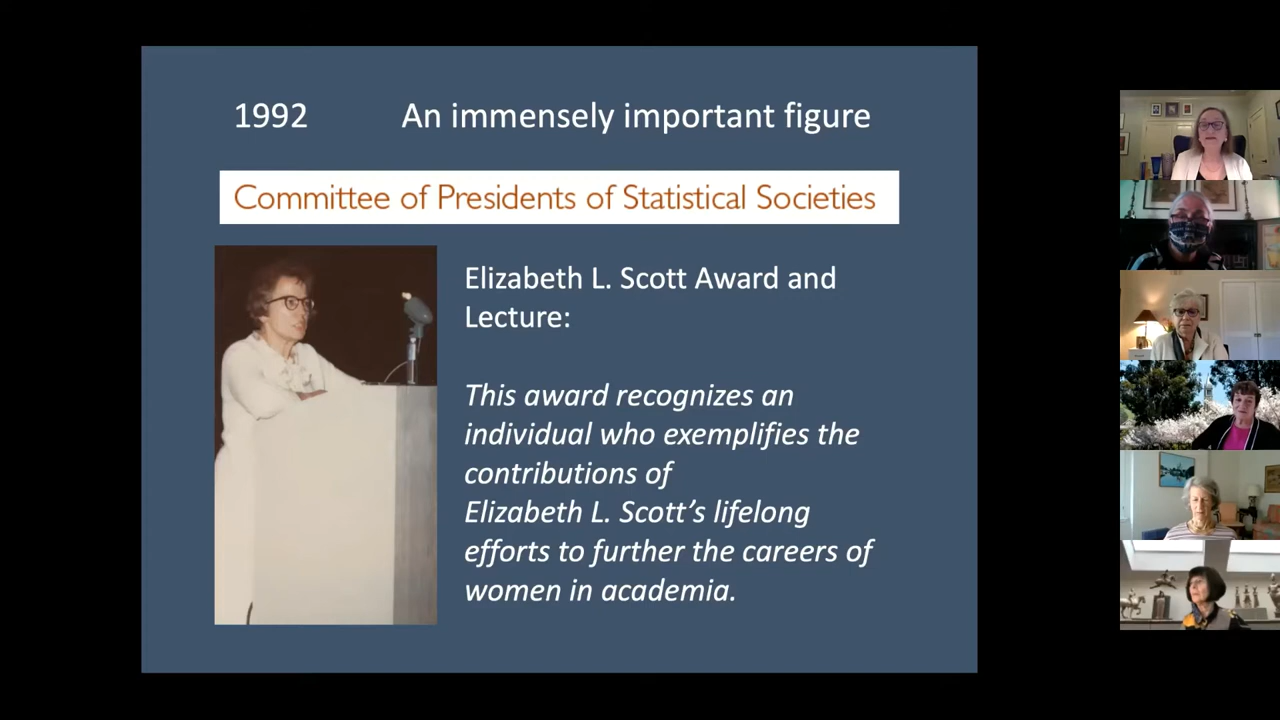 1992 An immensely important figure
Committee of Presidents of Statistical Societies
Elizabeth L. Scott Award and
Lecture:
This award recognizes an
individual who exemplifies the
contributions of
Elizabeth L. Scott’s lifelong
efforts to further the careers of
women in academia.